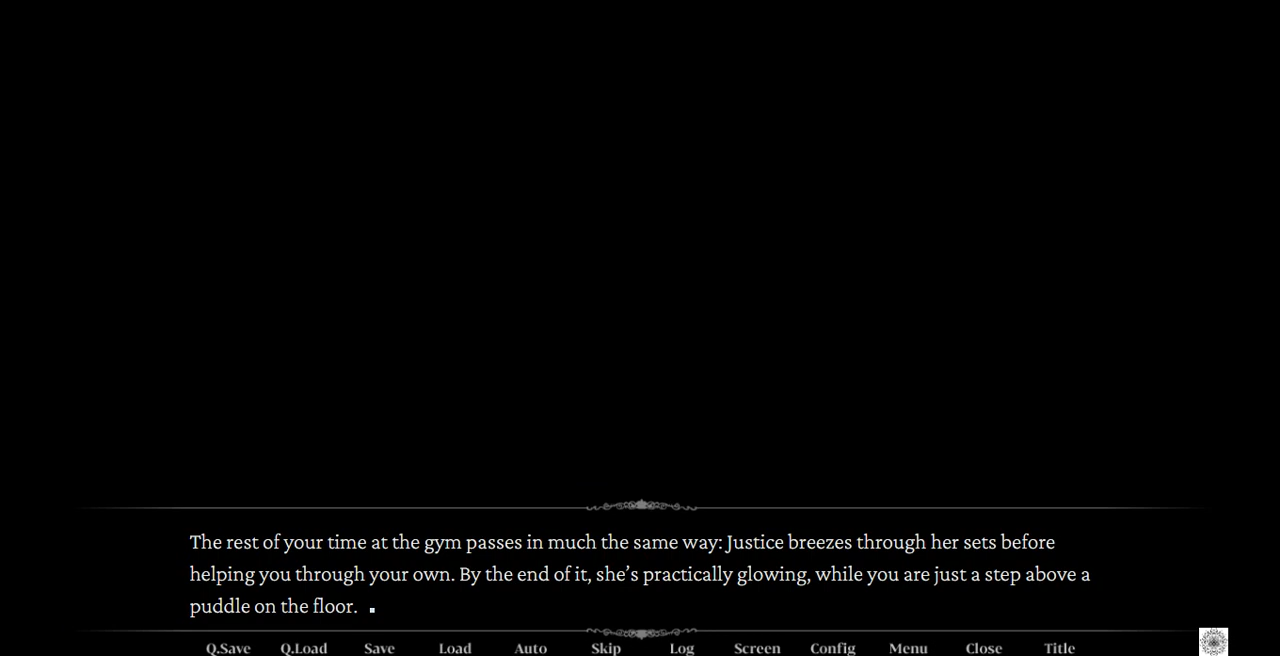 The rest of your time at the gym passes in much the same way: Justice breezes through her sets before
helping you through your own. By the end of it, she’s practically glowing, while you are just a step above a
puddle on the floor.
Q.Save Q.Load Save Load Auto Skip Log Screen Config Menu Close Title